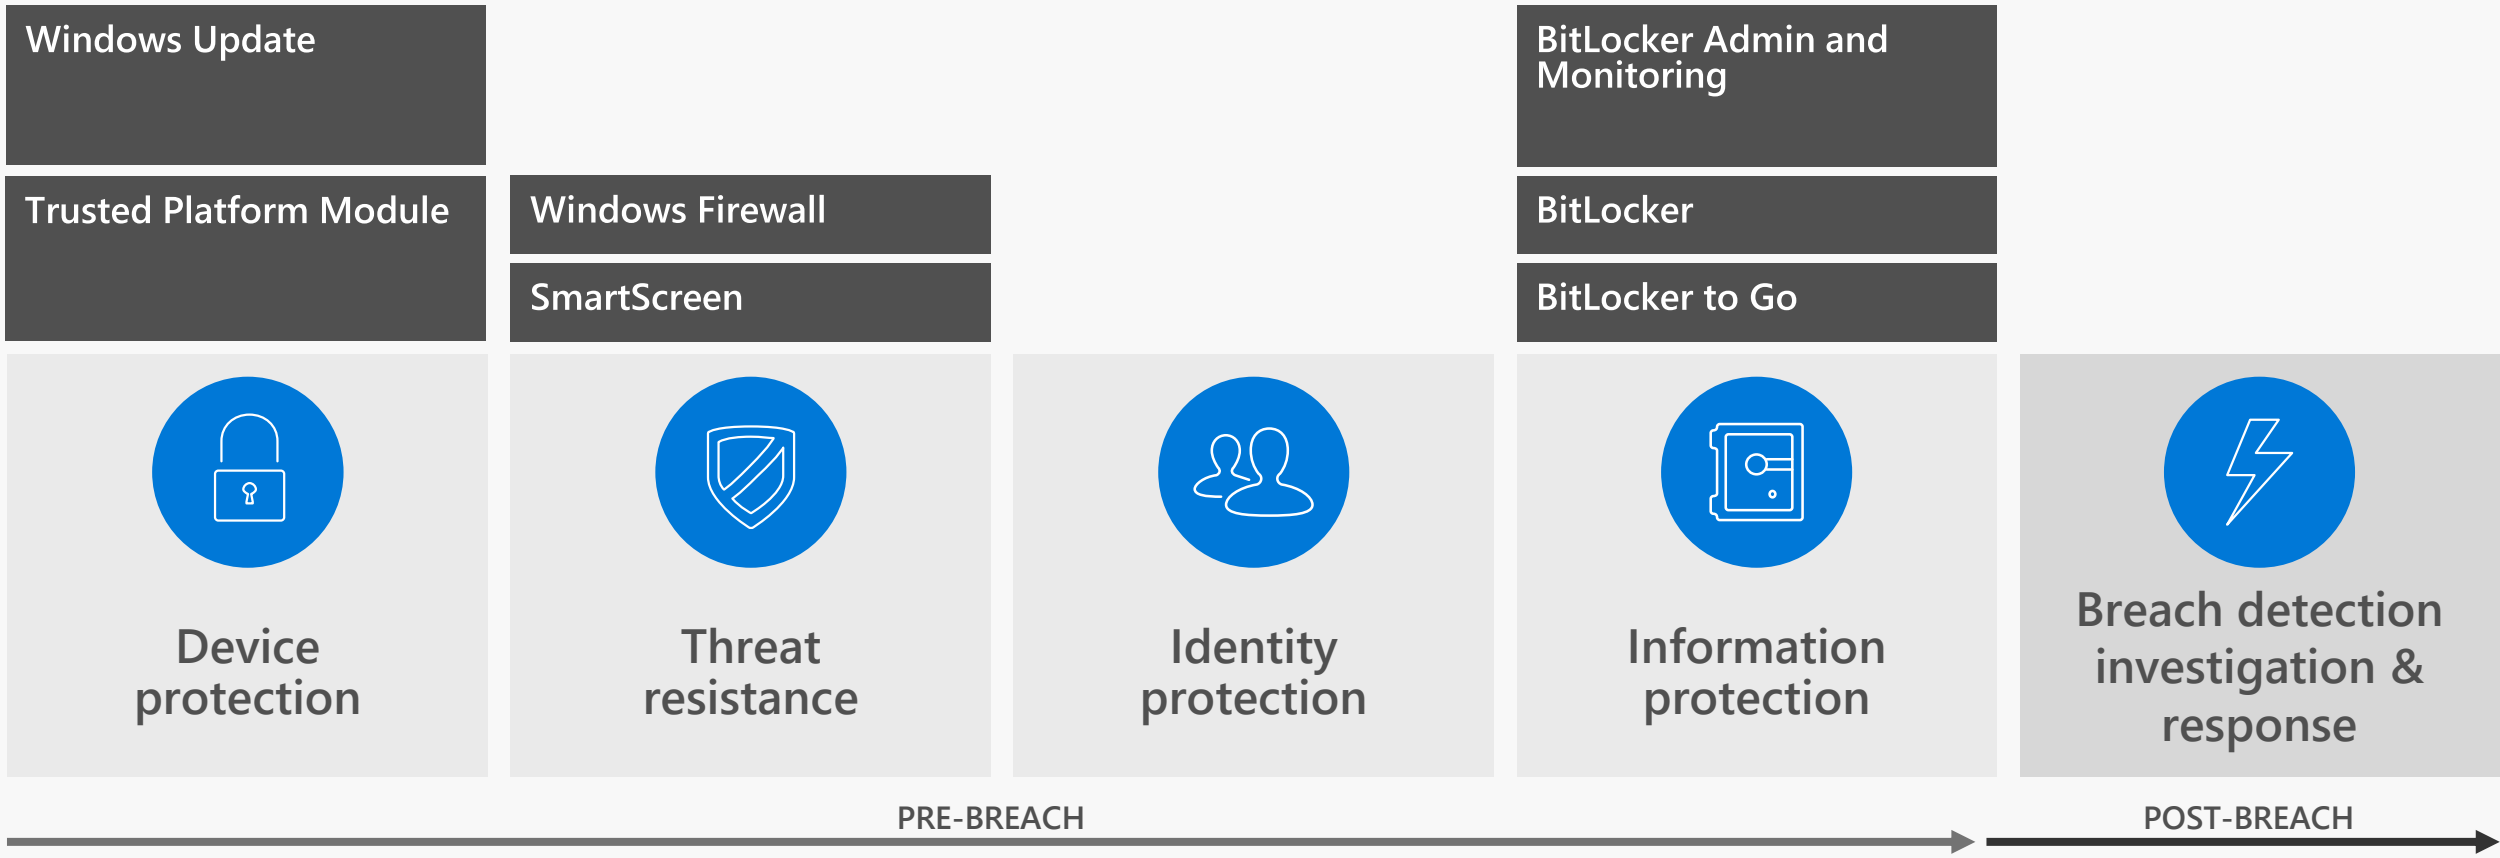 Windows Update
Trusted Platform Module
Windows Firewall
SmartScreen
BitLocker Admin and
Monitoring
BitLocker
BitLocker to Go
Device
protection
Threat
resistance
Identity
protection
Information
protection
Breach detection
investigation &
response
PRE-BREACH
POST-BREACH